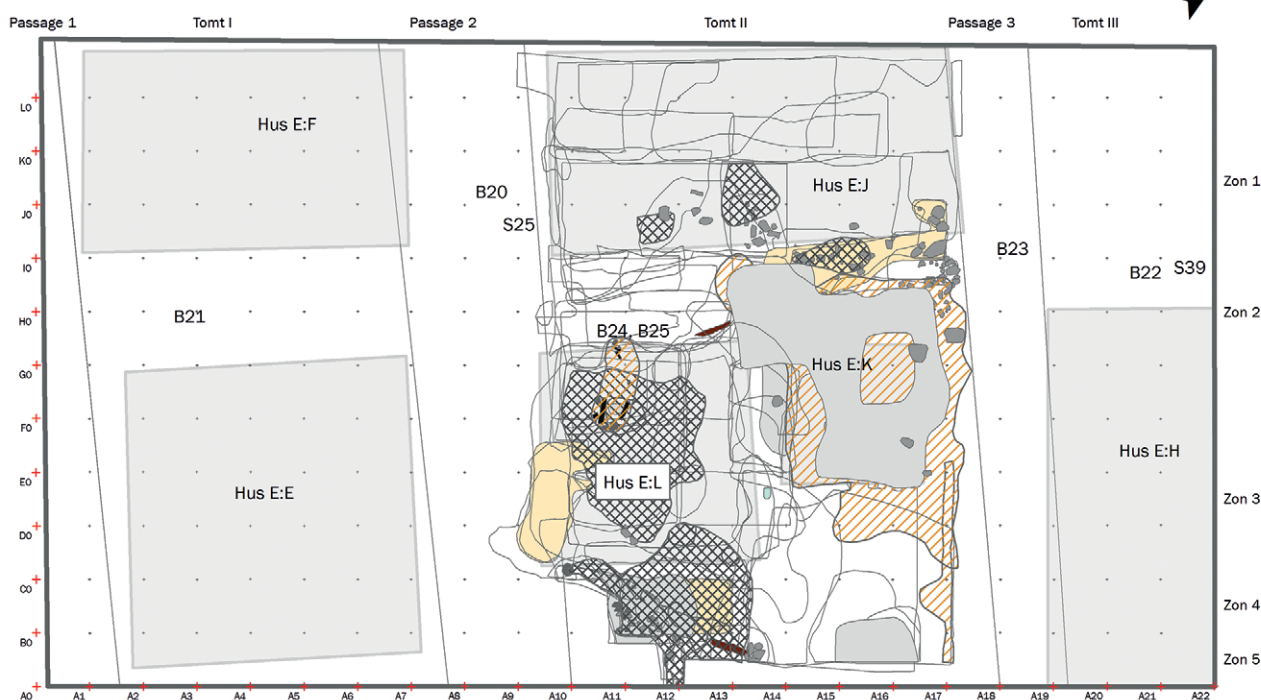 Passage 1 Tomt I Passage 2 Tomt II Passage 3 Tomt III
LO
Hus E:F
KO
Hus E:J
Zon 1
B20
JO
S25
B23
IO
B22 S39
B21
HO
Zon 2
B24, B25
GO
Hus E:K
FO
Hus E:H
EO
Hus E:L
Hus E:E
Zon 3
DO
CO
Zon 4
BO
Zon 5
A0 A1 A2 A3 A4 A5 A6 A7 A8 A9 A10 A11 A12 A13 A14 A15 A16 A17 A18 A19 A20 A21 A22